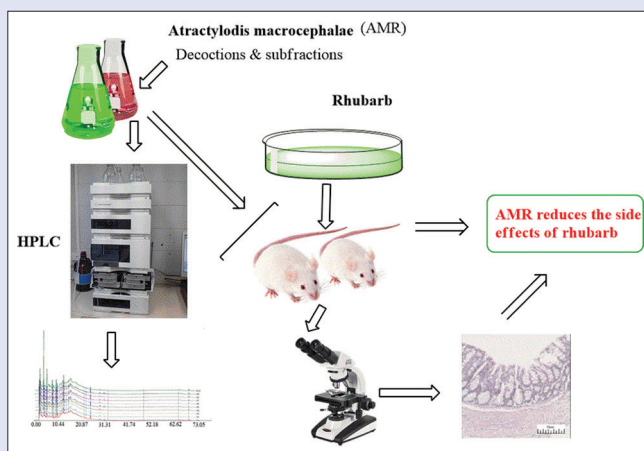 Atractylodis macrocephalae (AMR)
Decoctions & subfractions
Rhubarb
HPLC
AMR reduces the side
effects of rhubarb
0.00 10.44 20.87 31.31 41.74 52.18 62.62 73.05